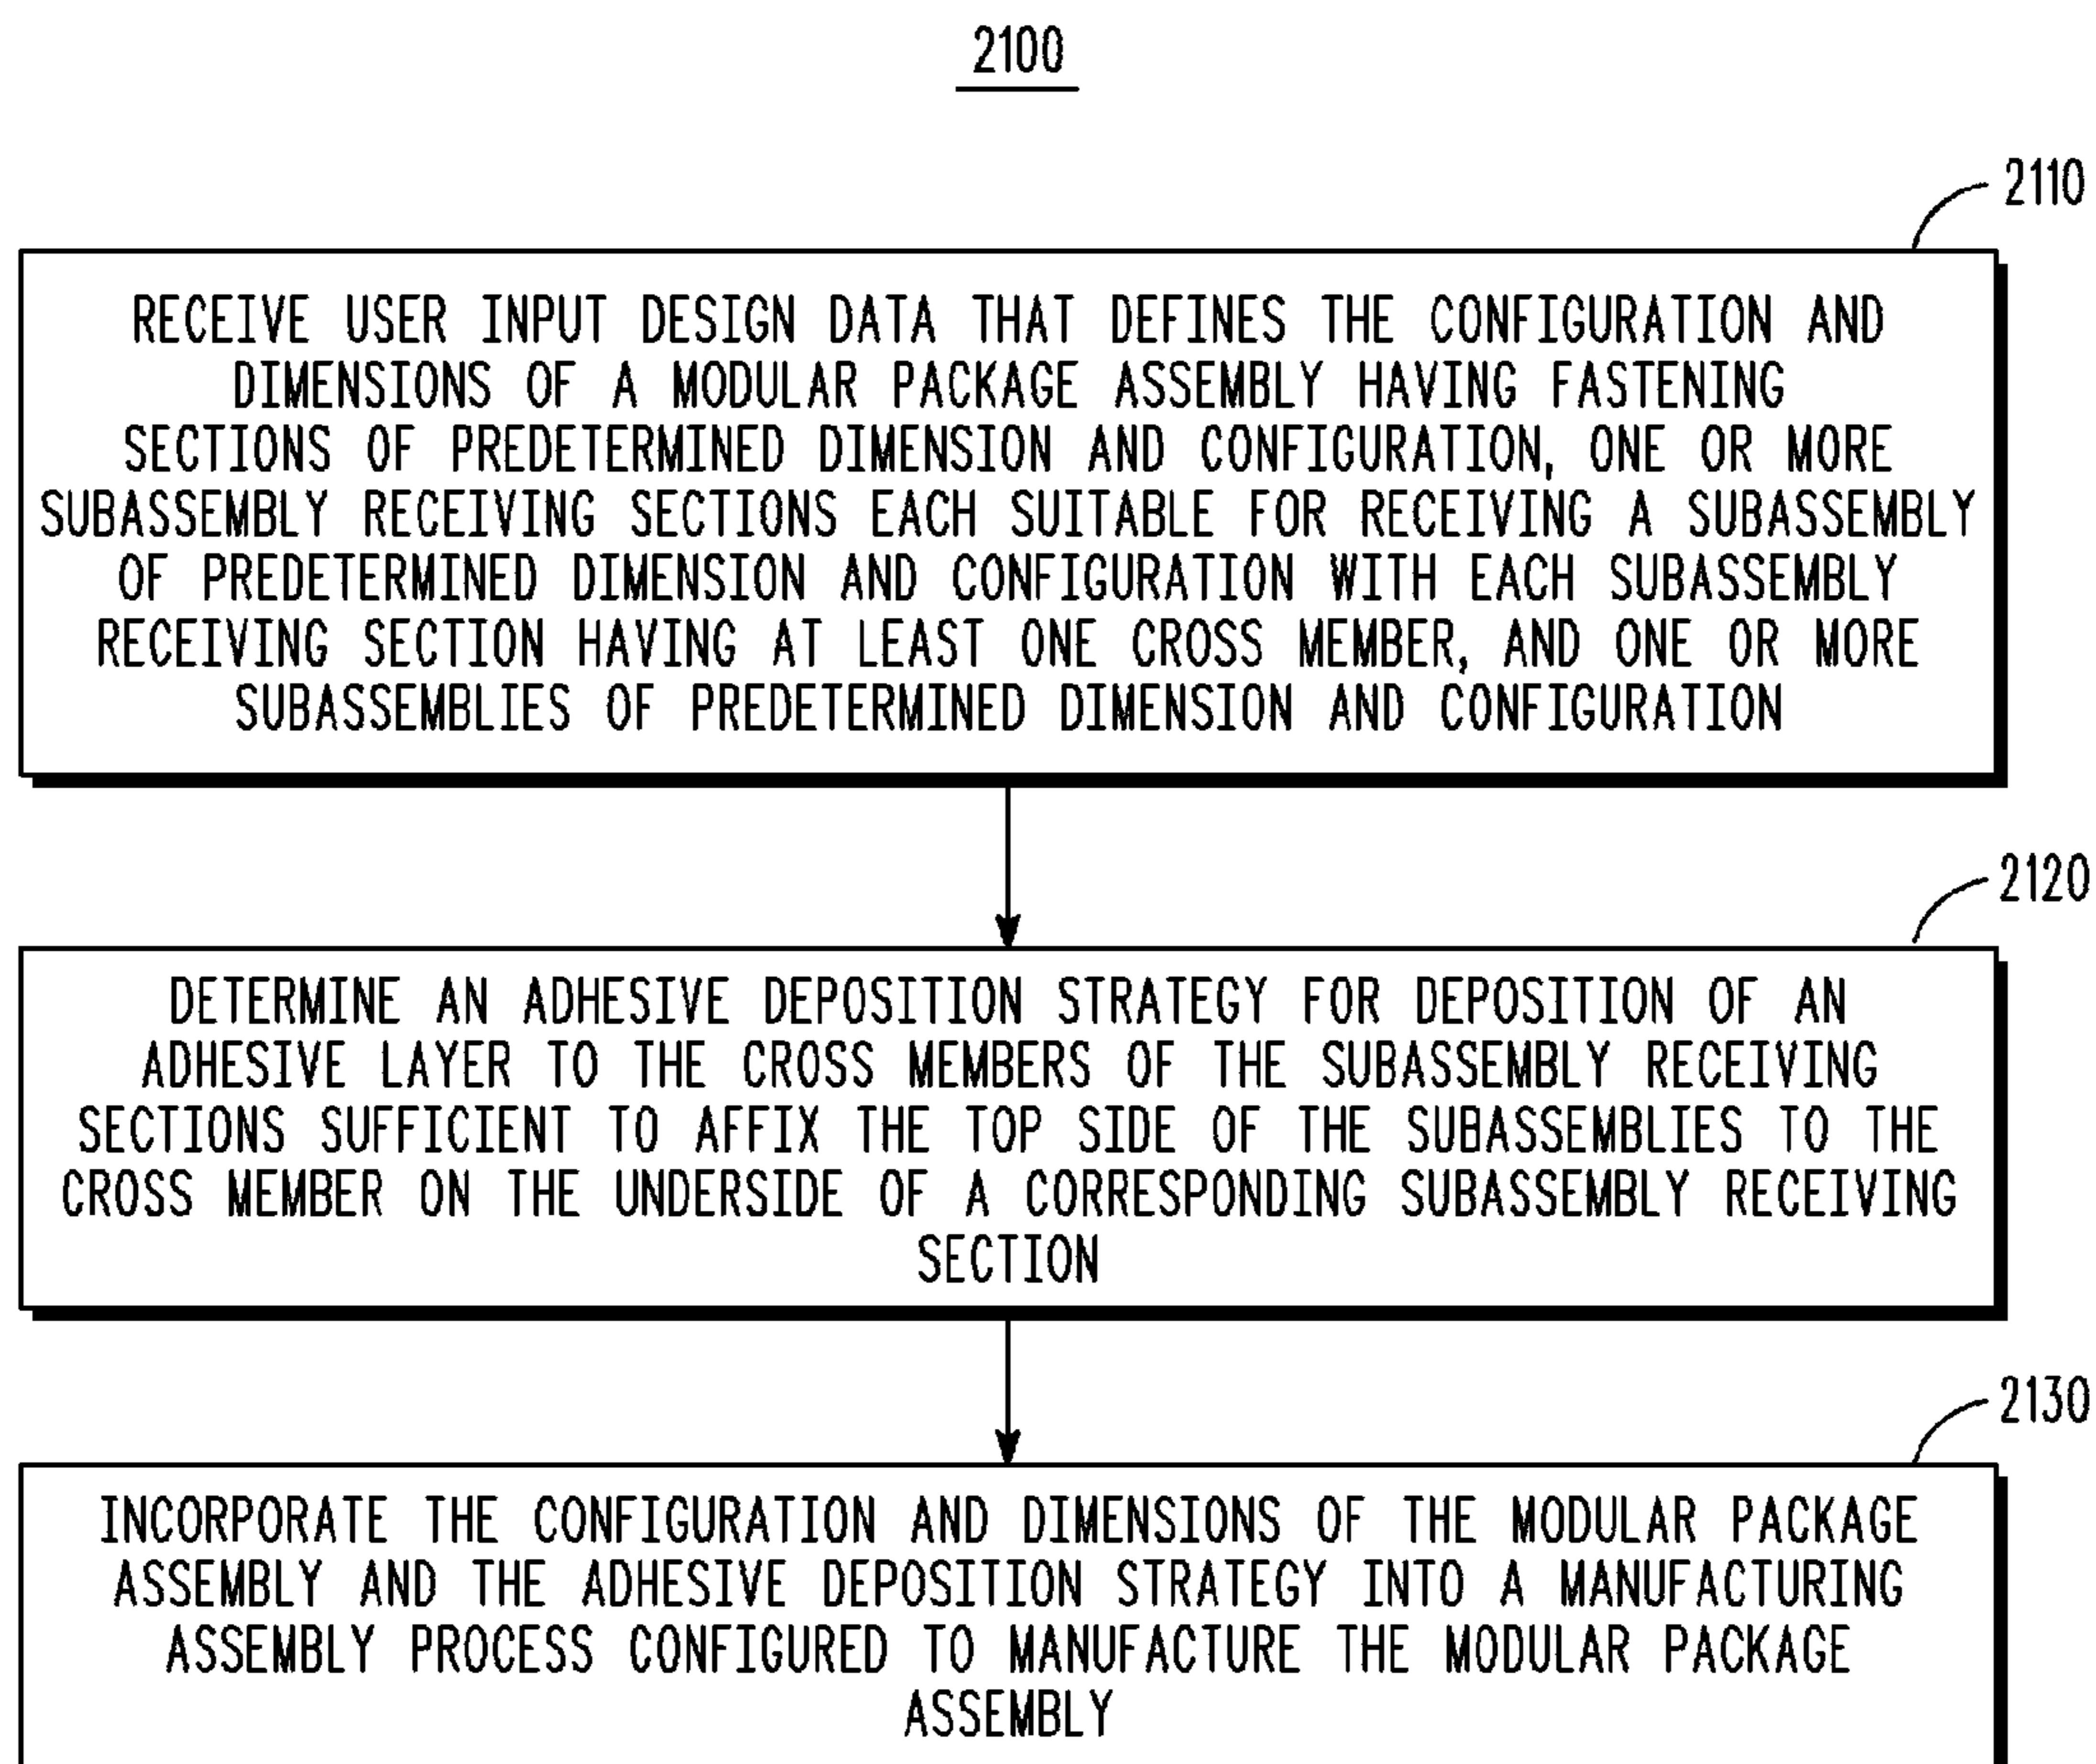 2100
2110
RECEIVE USER INPUT DESIGN DATA THAT DEFINES THE CONFIGURATION AND
DIMENSIONS OF A MODULAR PACKAGE ASSEMBLY HAVING FASTENING
SECTIONS OF PREDETERMINED DIMENSION AND CONFIGURATION, ONE OR MORE
SUBASSEMBLY RECEIVING SECTIONS EACH SUITABLE FOR RECEIVING A SUBASSEMBLY
OF PREDETERMINED DIMENSION AND CONFIGURATION WITH EACH SUBASSEMBLY
RECEIVING SECTION HAVING AT LEAST ONE CROSS MEMBER, AND ONE OR MORE
SUBASSEMBLIES OF PREDETERMINED DIMENSION AND CONFIGURATION
2120
DETERMINE AN ADHESIVE DEPOSITION STRATEGY FOR DEPOSITION OF AN
ADHESIVE LAYER TO THE CROSS MEMBERS OF THE SUBASSEMBLY RECEIVING
SECTIONS SUFFICIENT TO AFFIX THE TOP SIDE OF THE SUBASSEMBLIES TO THE
CROSS MEMBER ON THE UNDERSIDE OF A CORRESPONDING SUBASSEMBLY RECEIVING
SECTION
2130
INCORPORATE THE CONFIGURATION AND DIMENSIONS OF THE MODULAR PACKAGE
ASSEMBLY AND THE ADHESIVE DEPOSITION STRATEGY INTO A MANUFACTURING
ASSEMBLY PROCESS CONFIGURED TO MANUFACTURE THE MODULAR PACKAGE
ASSEMBLY